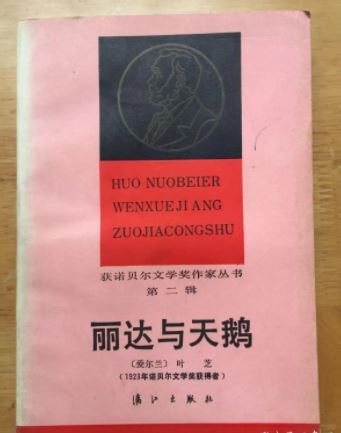 HUO NUOBEIER
WENXUEJIANG
ZUOJIACONGSHU
获诺贝尔文学奖作家丛书
第二辑
丽达与天鹅
〔爱尔兰〕叶芝
(1923年诺贝尔文学奖获得者)
漓江出版社